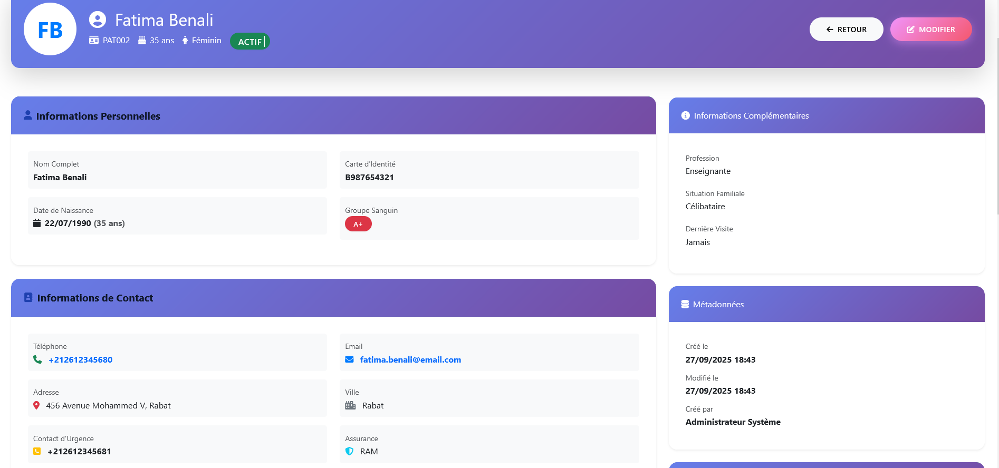 FB
Fatima Benali
PAT002 35 ans Féminin ACTIF
RETOUR
MODIFIER
Informations Personnelles
Nom Complet
Fatima Benali
Carte d'Identité
B987654321
Date de Naissance
22/07/1990 (35 ans)
Groupe Sanguin
A+
Informations de Contact
Téléphone
+212612345680
Email
fatima.benali@email.com
Adresse
456 Avenue Mohammed V, Rabat
Ville
Rabat
Contact d'Urgence
+212612345681
Assurance
RAM
Informations Complémentaires
Profession
Enseignante
Situation Familiale
Célibataire
Dernière Visite
Jamais
Métadonnées
Créé le
27/09/2025 18:43
Modifié le
27/09/2025 18:43
Créé par
Administrateur Système